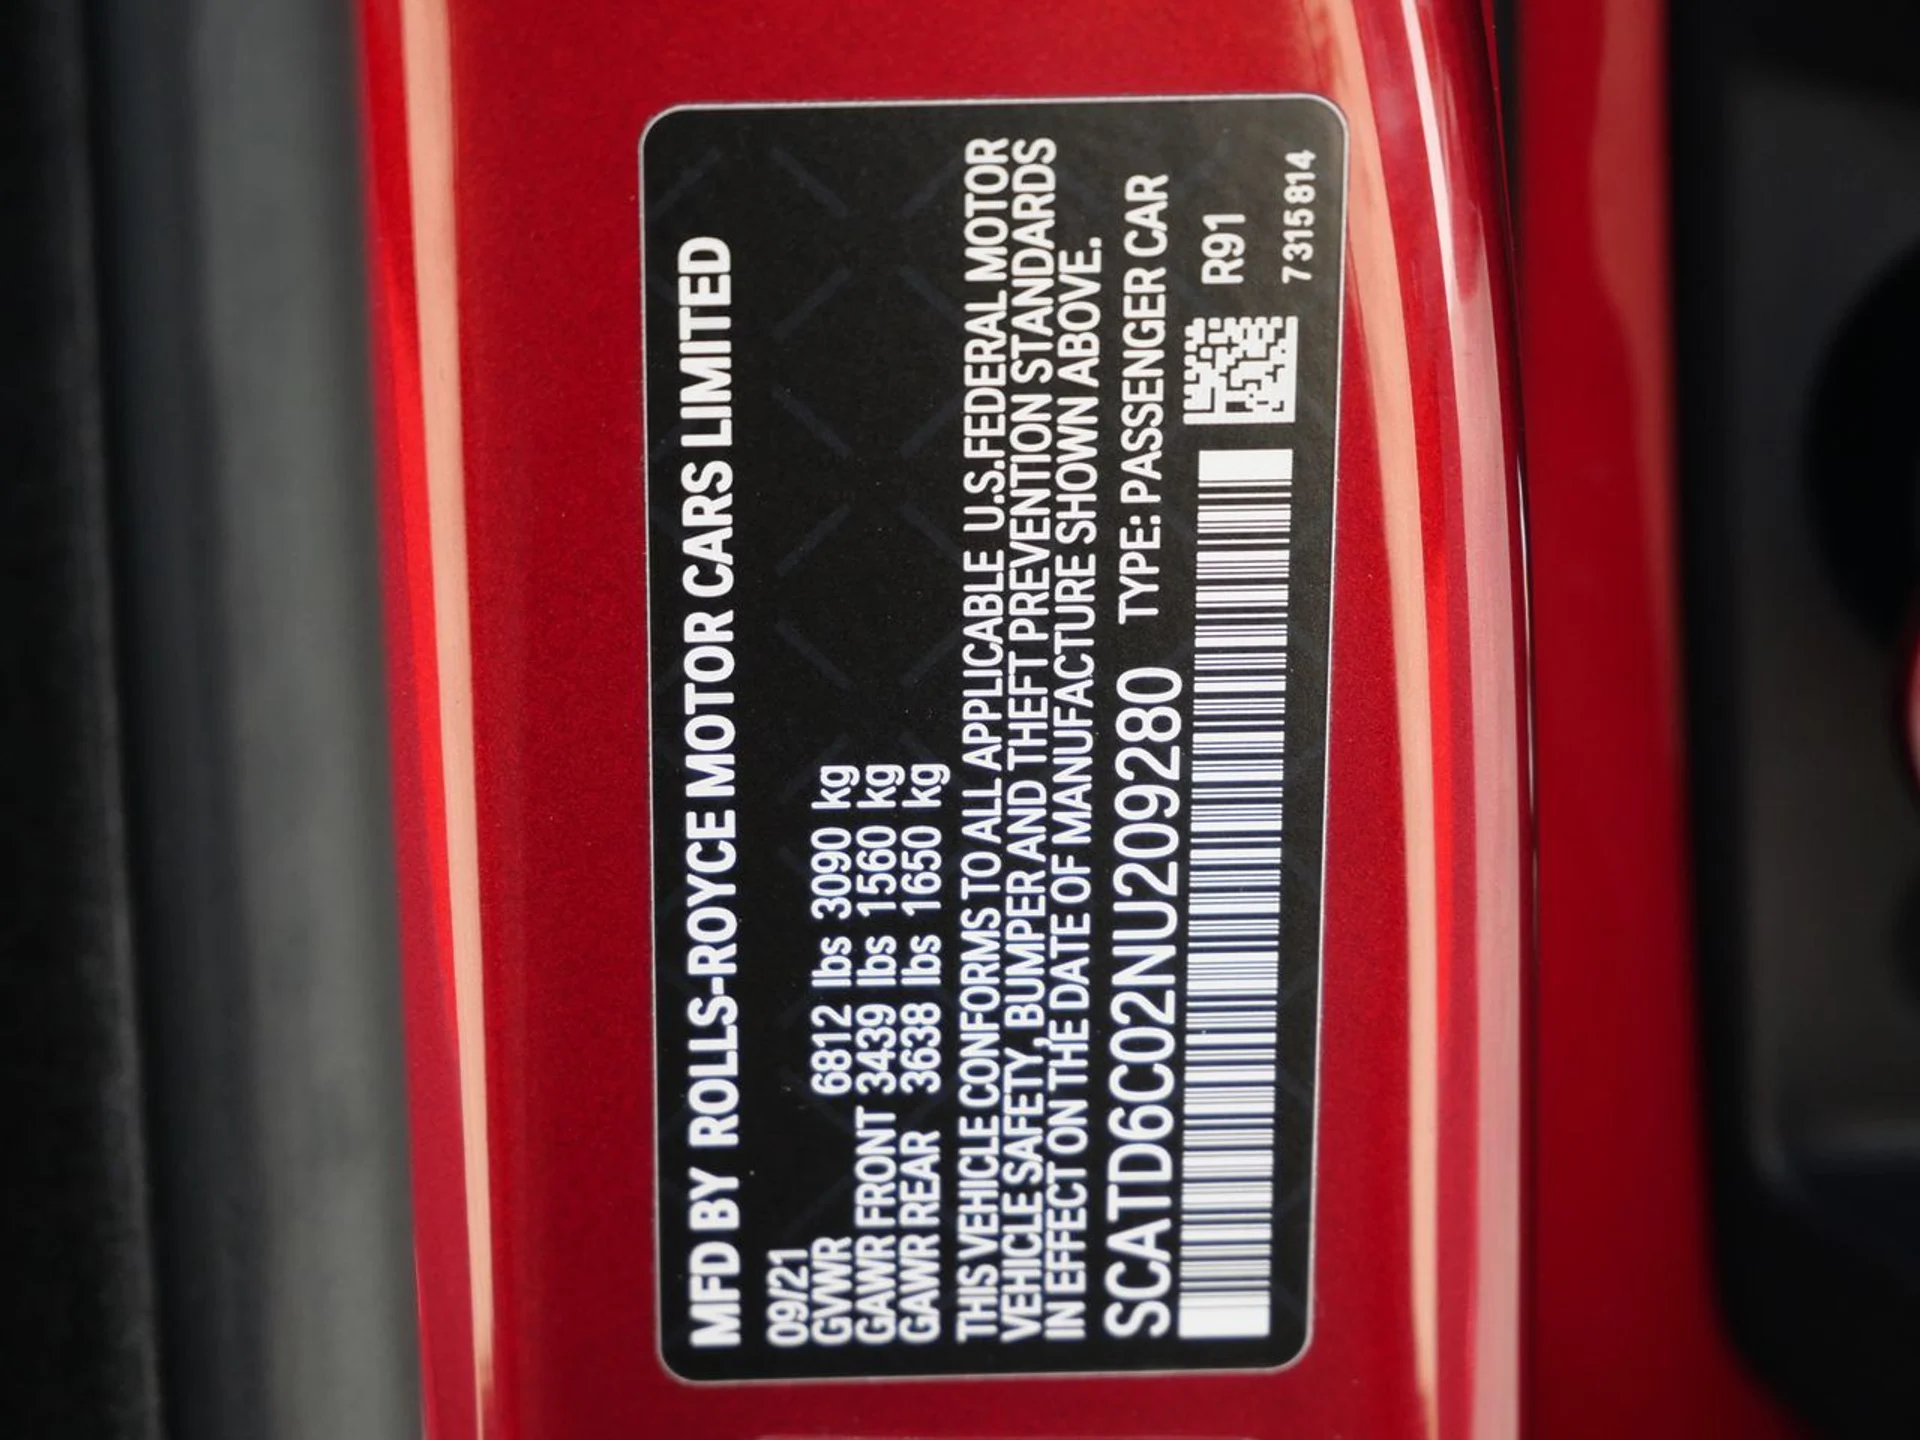 MFD BY ROLLS-ROYCE MOTOR CARS LIMITED
09/21
GVWR 6812 lbs 3090 kg
GAWR FRONT 3439 lbs 1560 kg
GAWR REAR 3638 lbs 1650 kg
THIS VEHICLE CONFORMS TO ALL APPLICABLE U.S.FEDERAL MOTOR
VEHICLE SAFETY, BUMPER AND THEFT PREVENTION STANDARDS
IN EFFECT ON THE DATE OF MANUFACTURE SHOWN ABOVE.
SCATD6C02NU209280 TYPE: PASSENGER CAR
R91
7315814